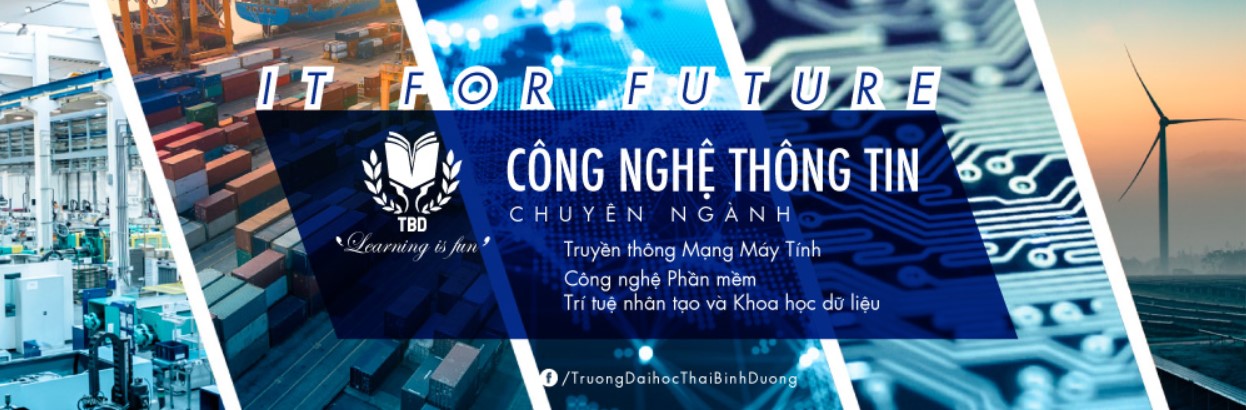 IT FOR FUTURE
TBD
"Learning is fun"
CÔNG NGHỆ THÔNG TIN
CHUYÊN NGÀNH
Truyền thông Mạng Máy Tính
Công nghệ Phần mềm
Trí tuệ nhân tạo và Khoa học dữ liệu
/TruongDaihocThaiBinhDuong